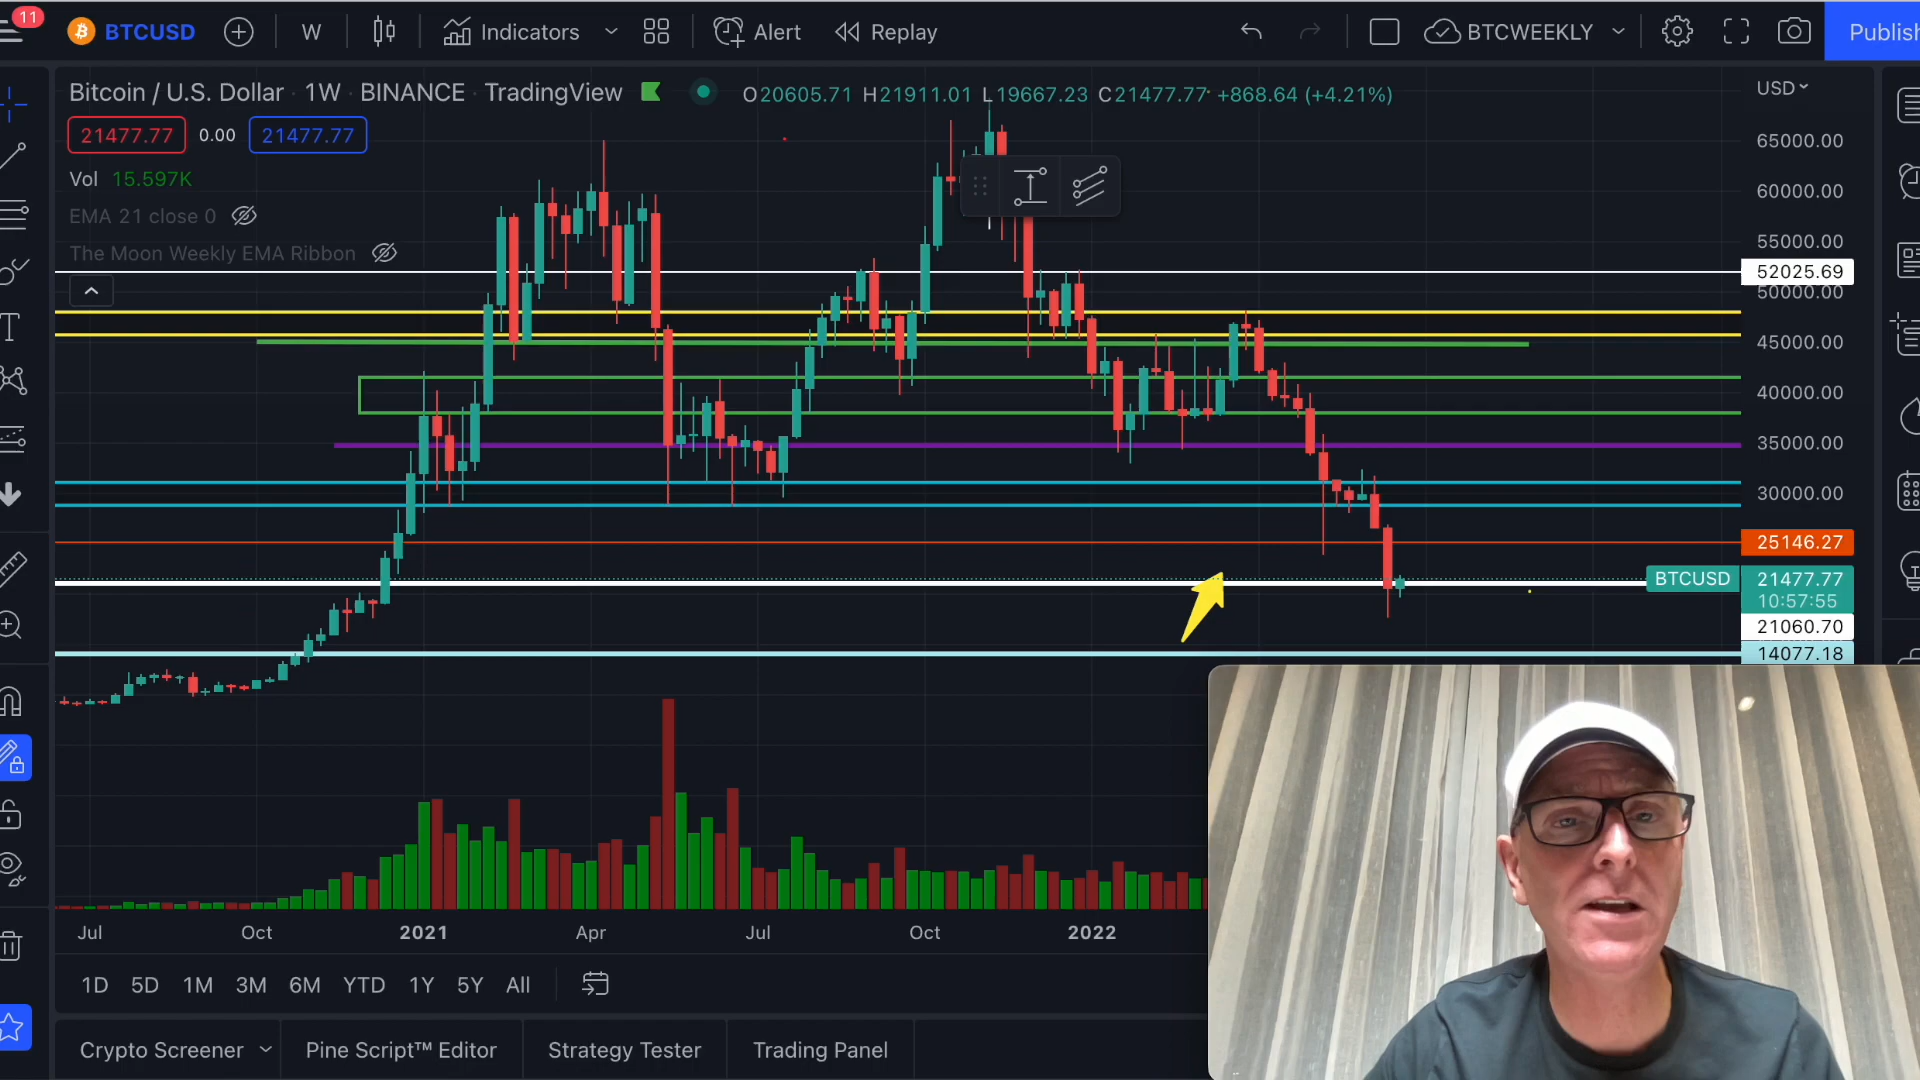 11
BTCUSD W Indicators Alert Replay BTCWEEKLY Publish
Bitcoin / U.S. Dollar · 1W · BINANCE · TradingView O20605.71 H21911.01 L19667.23 C21477.77 +868.64 (+4.21%) USD
21477.77 0.00 21477.77
Vol 15.597K
EMA 21 close 0
The Moon Weekly EMA Ribbon
65000.00
60000.00
55000.00
52025.69
50000.00
45000.00
40000.00
35000.00
30000.00
25146.27
BTCUSD 21477.77
10:57:55
21060.70
14077.18
Jul Oct 2021 Apr Jul Oct 2022
1D 5D 1M 3M 6M YTD 1Y 5Y All
Crypto Screener Pine Script™ Editor Strategy Tester Trading Panel